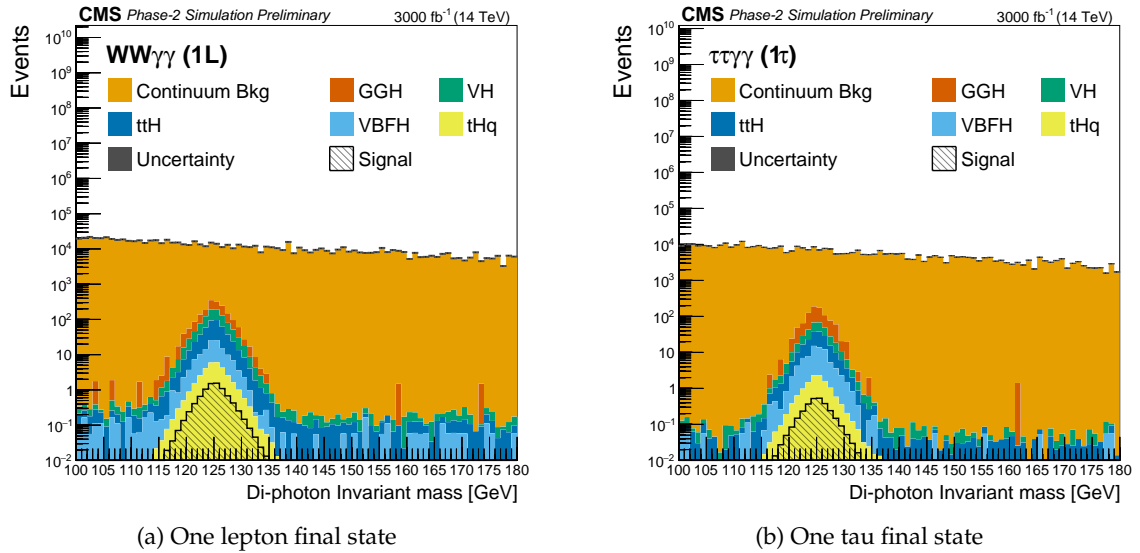 CMS Phase-2 Simulation Preliminary 3000 fb⁻¹ (14 TeV)
Events
WWγγ (1L)
Continuum Bkg GGH VH
ttH VBFH tHq
Uncertainty Signal
10¹⁰
10⁹
10⁸
10⁷
10⁶
10⁵
10⁴
10³
10²
10
1
10⁻¹
10⁻²
100 105 110 115 120 125 130 135 140 145 150 155 160 165 170 175 180
Di-photon Invariant mass [GeV]
(a) One lepton final state
CMS Phase-2 Simulation Preliminary 3000 fb⁻¹ (14 TeV)
Events
ττγγ (1τ)
Continuum Bkg GGH VH
ttH VBFH tHq
Uncertainty Signal
10¹⁰
10⁹
10⁸
10⁷
10⁶
10⁵
10⁴
10³
10²
10
1
10⁻¹
10⁻²
100 105 110 115 120 125 130 135 140 145 150 155 160 165 170 175 180
Di-photon Invariant mass [GeV]
(b) One tau final state